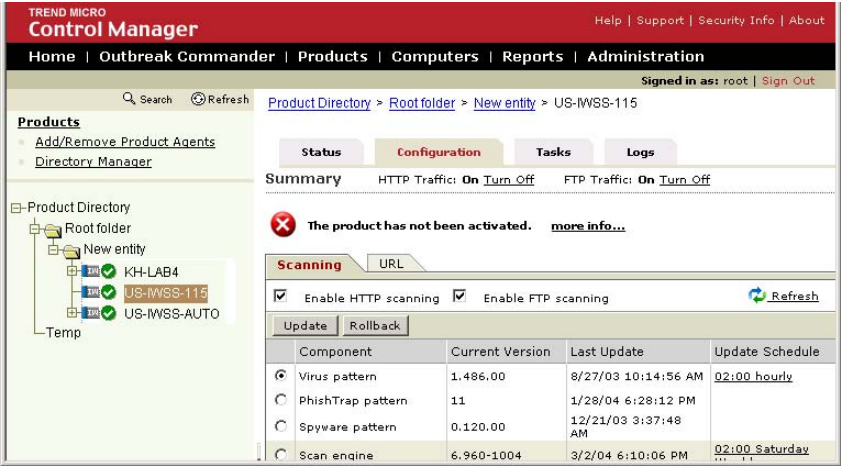 TREND MICRO
Control Manager
Help | Support | Security Info | About
Home | Outbreak Commander | Products | Computers | Reports | Administration
Signed in as: root | Sign Out
Search Refresh
Products
Add/Remove Product Agents
Directory Manager
Product Directory
Root folder
New entity
KH-LAB4
US-IWSS-115
US-IWSS-AUTO
Temp
Product Directory > Root folder > New entity > US-IWSS-115
Status Configuration Tasks Logs
Summary HTTP Traffic: On Turn Off FTP Traffic: On Turn Off
The product has not been activated. more info...
Scanning URL
Enable HTTP scanning Enable FTP scanning Refresh
Update Rollback
Component Current Version Last Update Update Schedule
Virus pattern 1.486.00 8/27/03 10:14:56 AM 02:00 hourly
PhishTrap pattern 11 1/28/04 6:28:12 PM
Spyware pattern 0.120.00 12/21/03 3:37:48
AM
Scan engine 6.960-1004 3/2/04 6:10:06 PM 02:00 Saturday